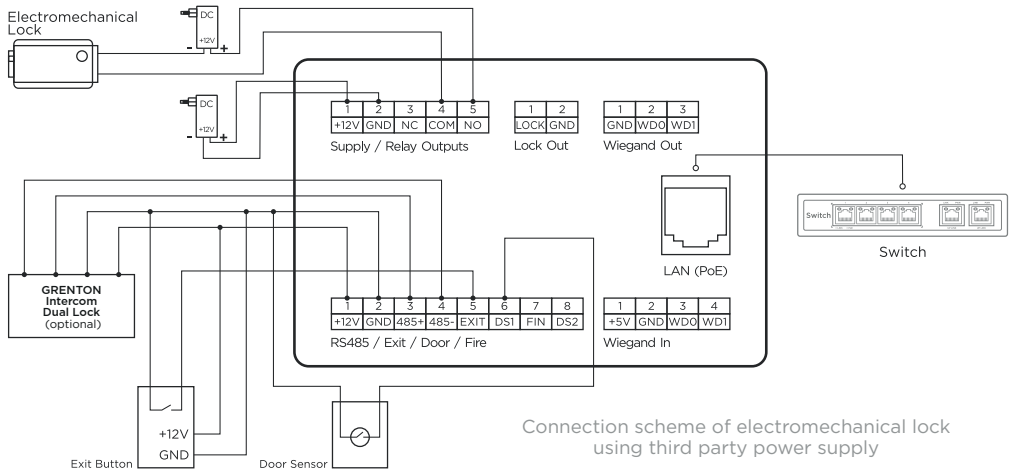 Electromechanical
Lock
DC
+12V
- +
DC
+12V
- +
1 2 3 4 5
+12V GND NC COM NO
Supply / Relay Outputs
1 2
LOCK GND
Lock Out
1 2 3
GND WD0 WD1
Wiegand Out
LAN (PoE)
Switch
Switch
GRENTON
Intercom
Dual Lock
(optional)
1 2 3 4 5 6 7 8
+12V GND 485+ 485- EXIT DS1 FIN DS2
RS485 / Exit / Door / Fire
1 2 3 4
+5V GND WD0 WD1
Wiegand In
+12V
GND
Exit Button
Door Sensor
Connection scheme of electromechanical lock
using third party power supply